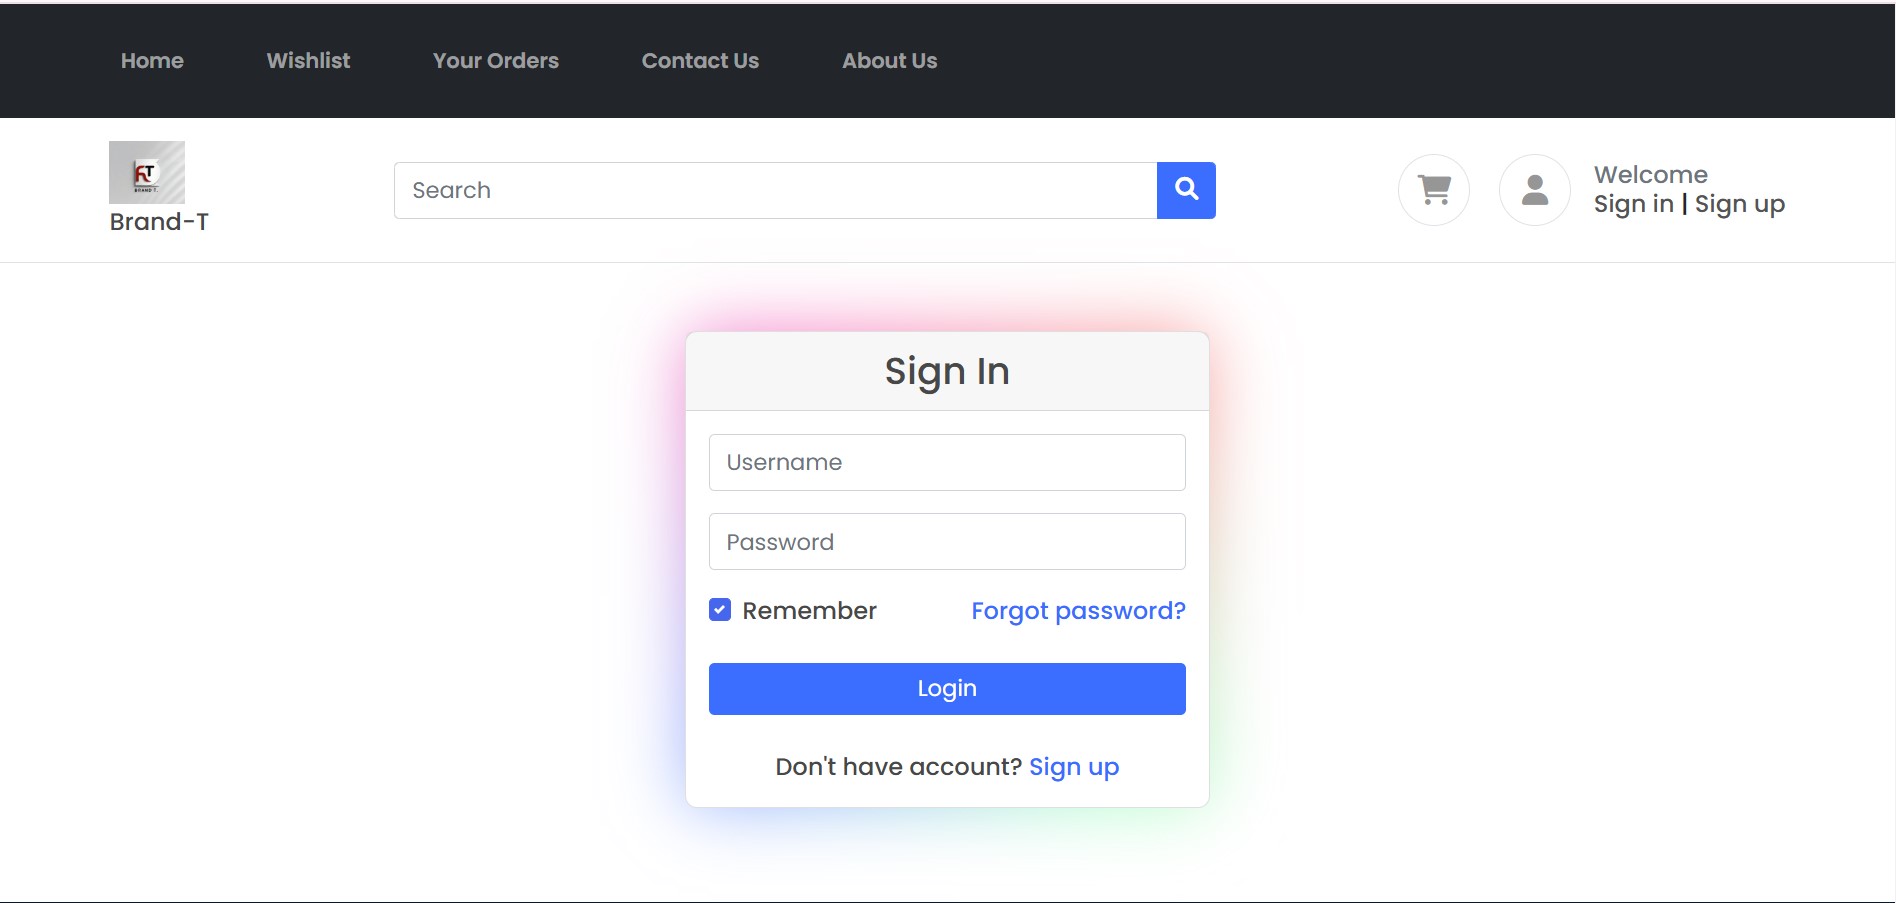 Home Wishlist Your Orders Contact Us About Us
BRAND T.
Brand-T
Search
Welcome
Sign in | Sign up
Sign In
Username
Password
Remember Forgot password?
Login
Don't have account? Sign up